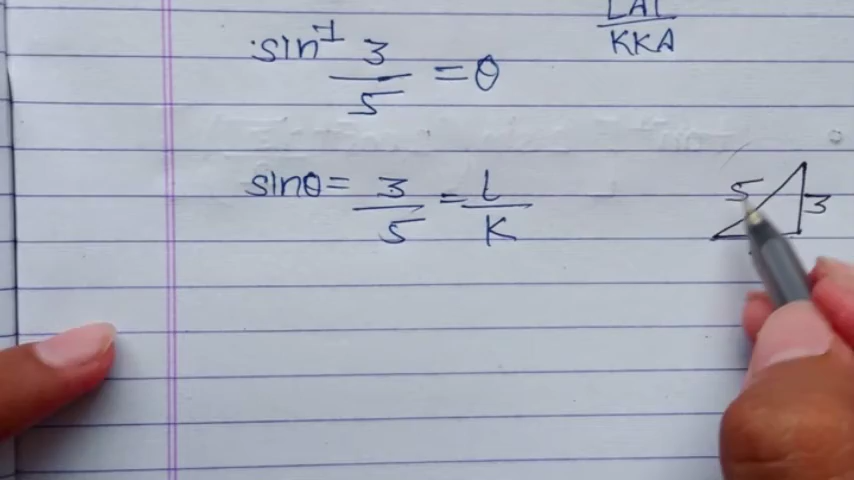 LAL
KKA
sin⁻¹ 3/5 = θ
sinθ = 3/5 = L/K
5
3